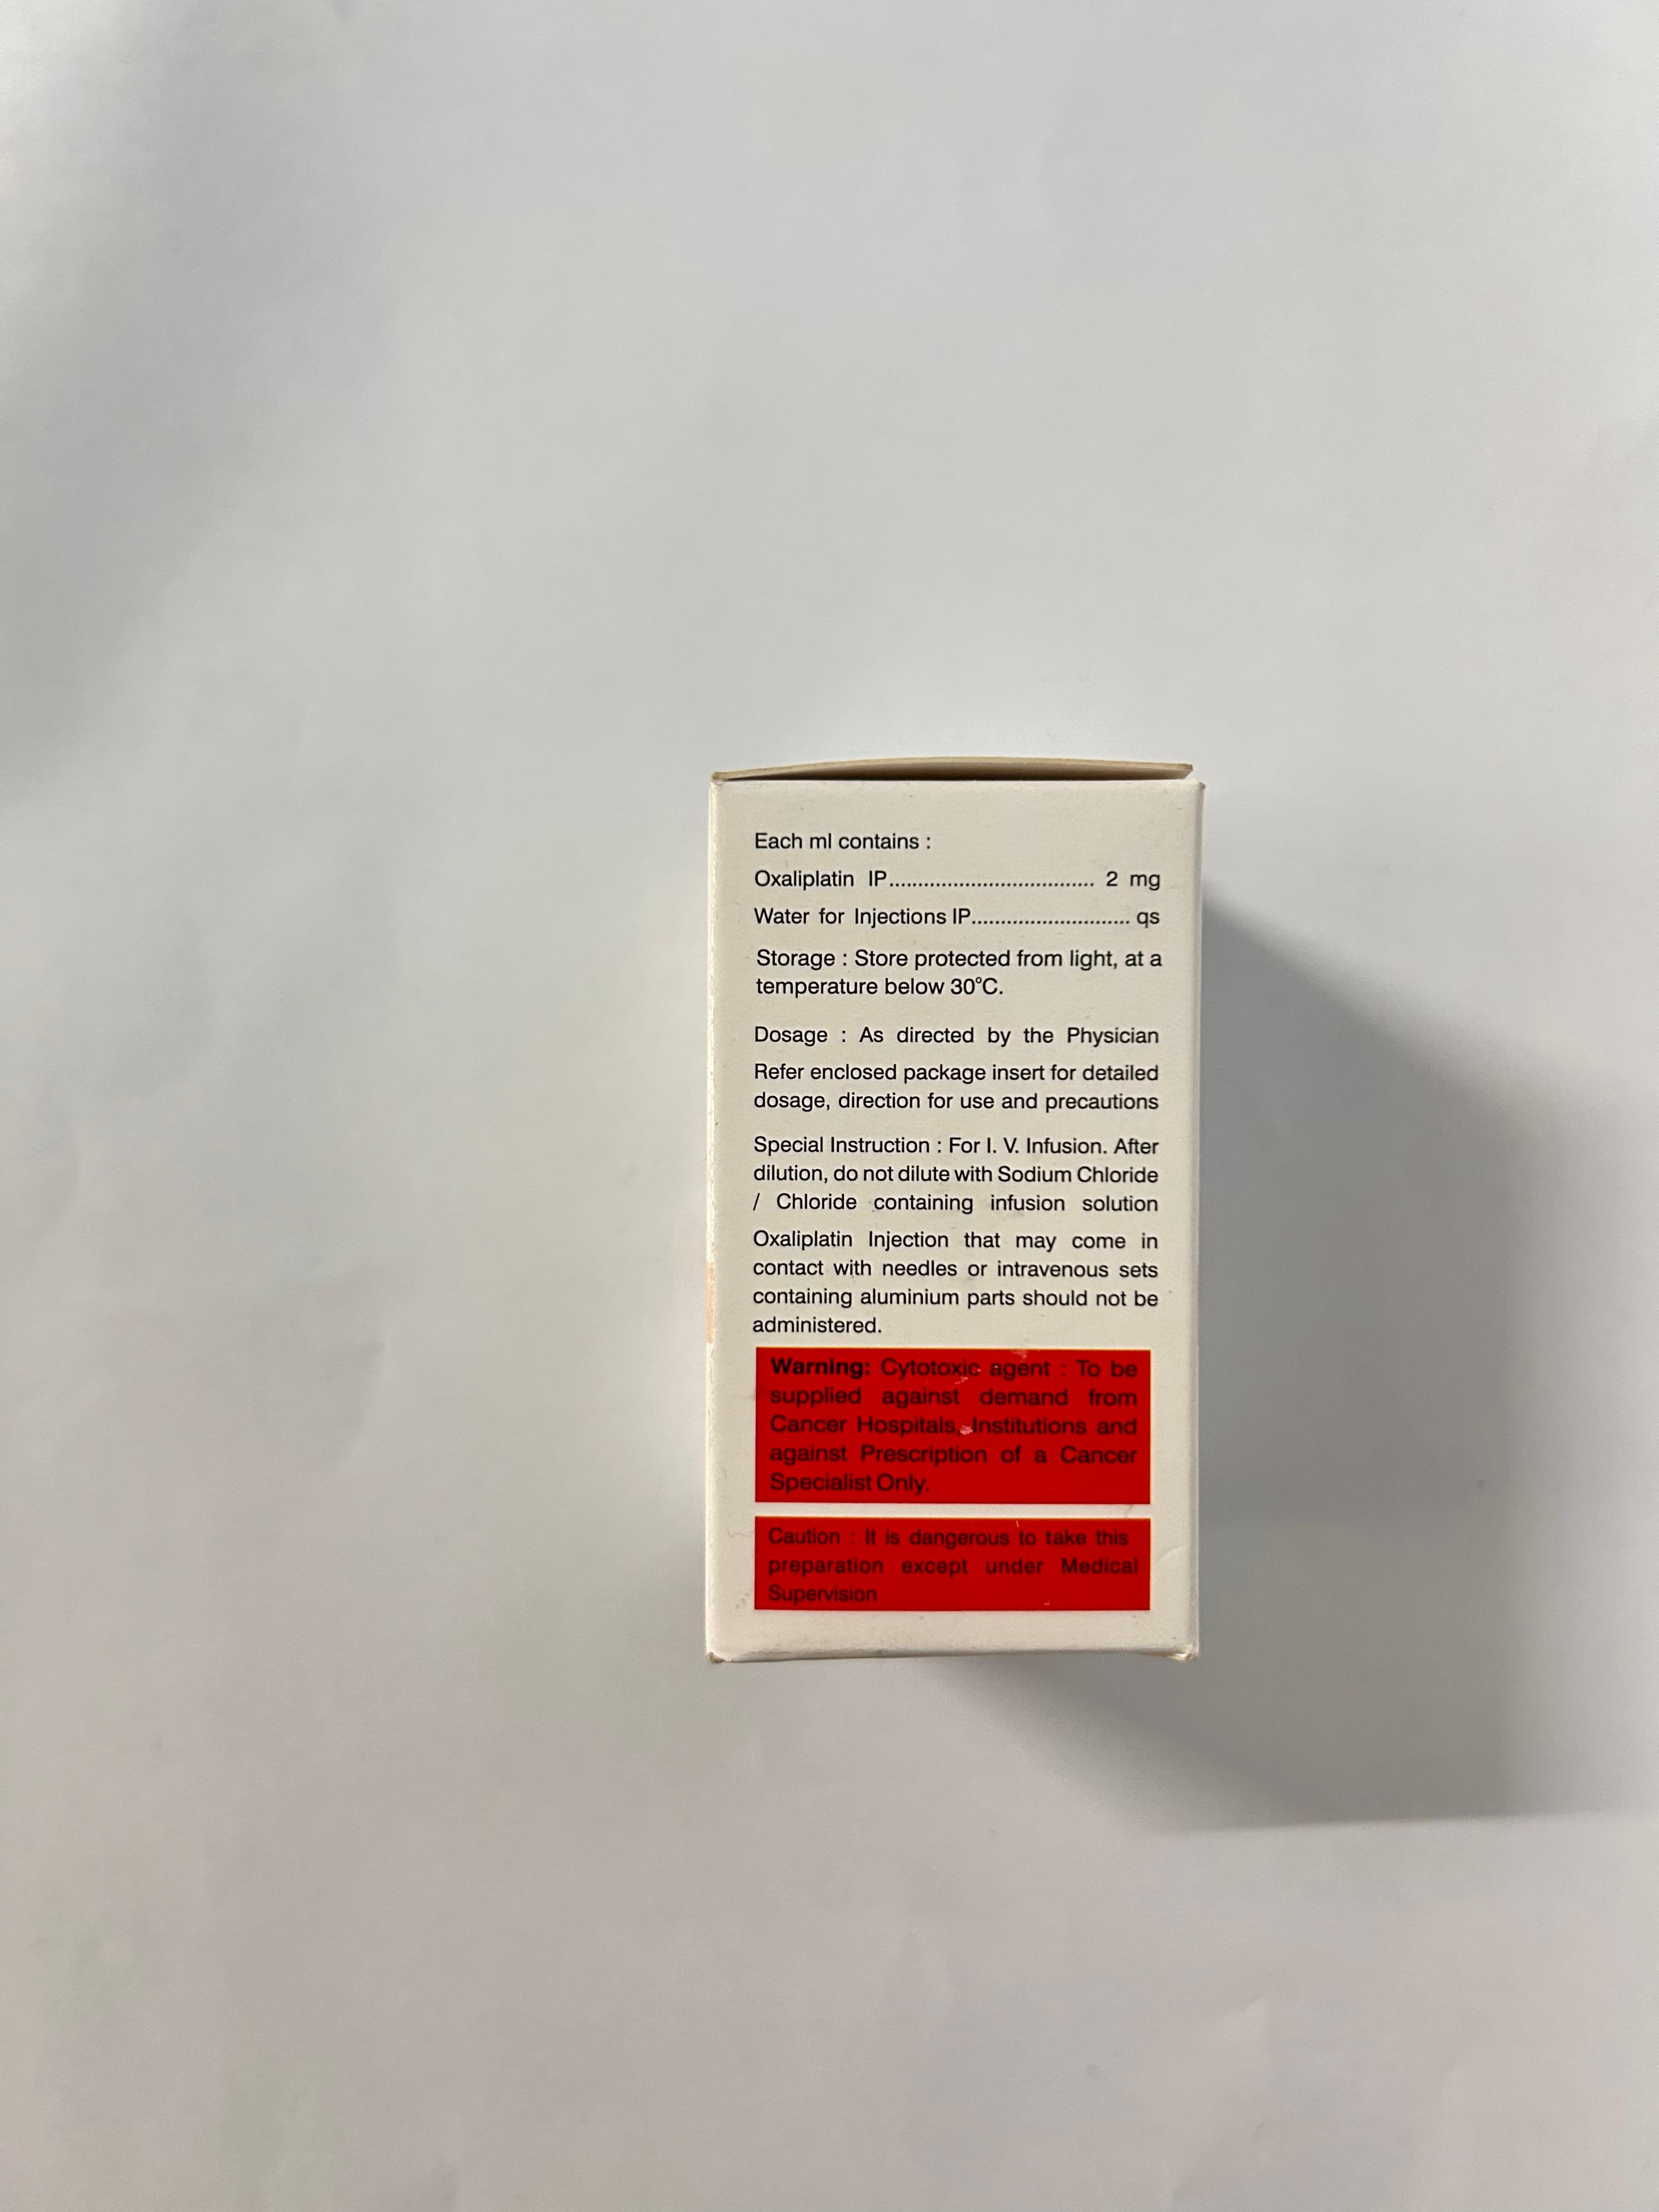 Each ml contains :
Oxaliplatin IP.................................... 2 mg
Water for Injections IP............................ qs
Storage : Store protected from light, at a
temperature below 30°C.
Dosage : As directed by the Physician
Refer enclosed package insert for detailed
dosage, direction for use and precautions
Special Instruction : For I. V. Infusion. After
dilution, do not dilute with Sodium Chloride
/ Chloride containing infusion solution
Oxaliplatin Injection that may come in
contact with needles or intravenous sets
containing aluminium parts should not be
administered.
Warning: Cytotoxic agent : To be
supplied against demand from
Cancer Hospitals, Institutions and
against Prescription of a Cancer
Specialist Only.
Caution : It is dangerous to take this
preparation except under Medical
Supervision